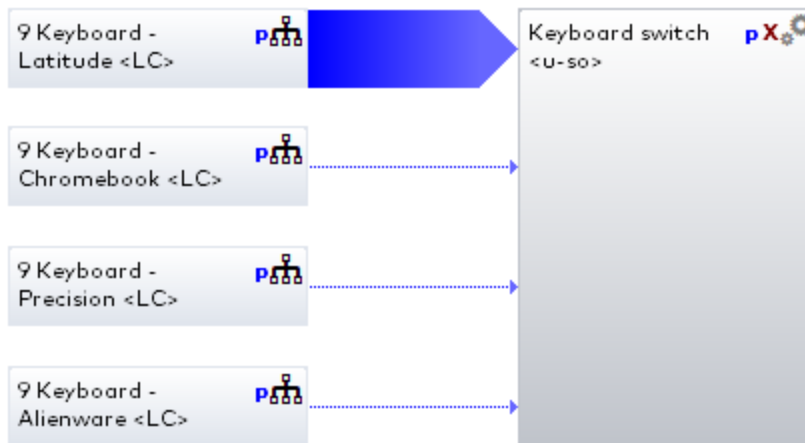 9 Keyboard -
Latitude <LC>
p
Keyboard switch
<u-so>
p X
9 Keyboard -
Chromebook <LC>
p
9 Keyboard -
Precision <LC>
p
9 Keyboard -
Alienware <LC>
p